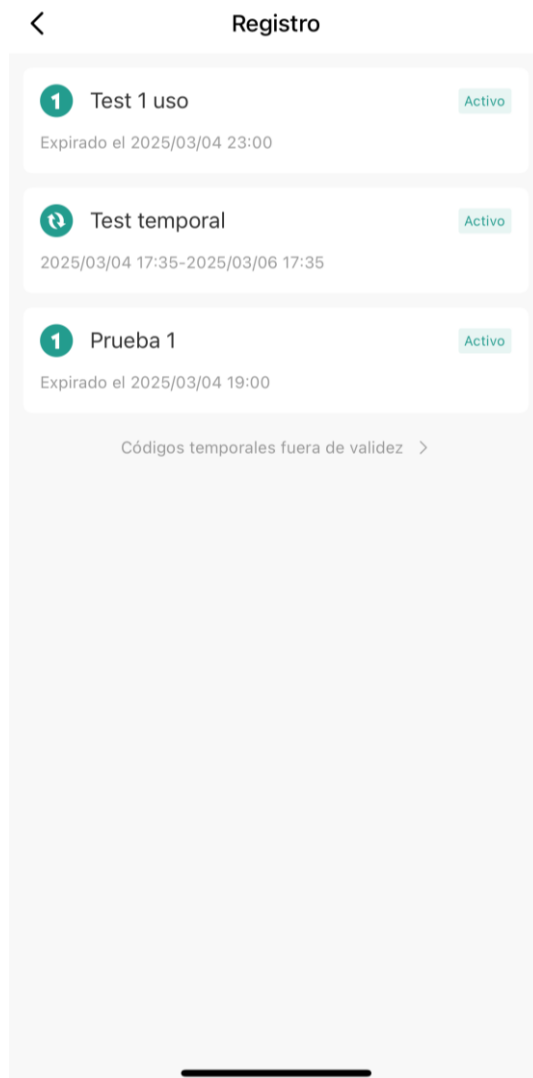 Registro
1 Test 1 uso Activo
Expirado el 2025/03/04 23:00
Test temporal Activo
2025/03/04 17:35-2025/03/06 17:35
1 Prueba 1 Activo
Expirado el 2025/03/04 19:00
Códigos temporales fuera de validez